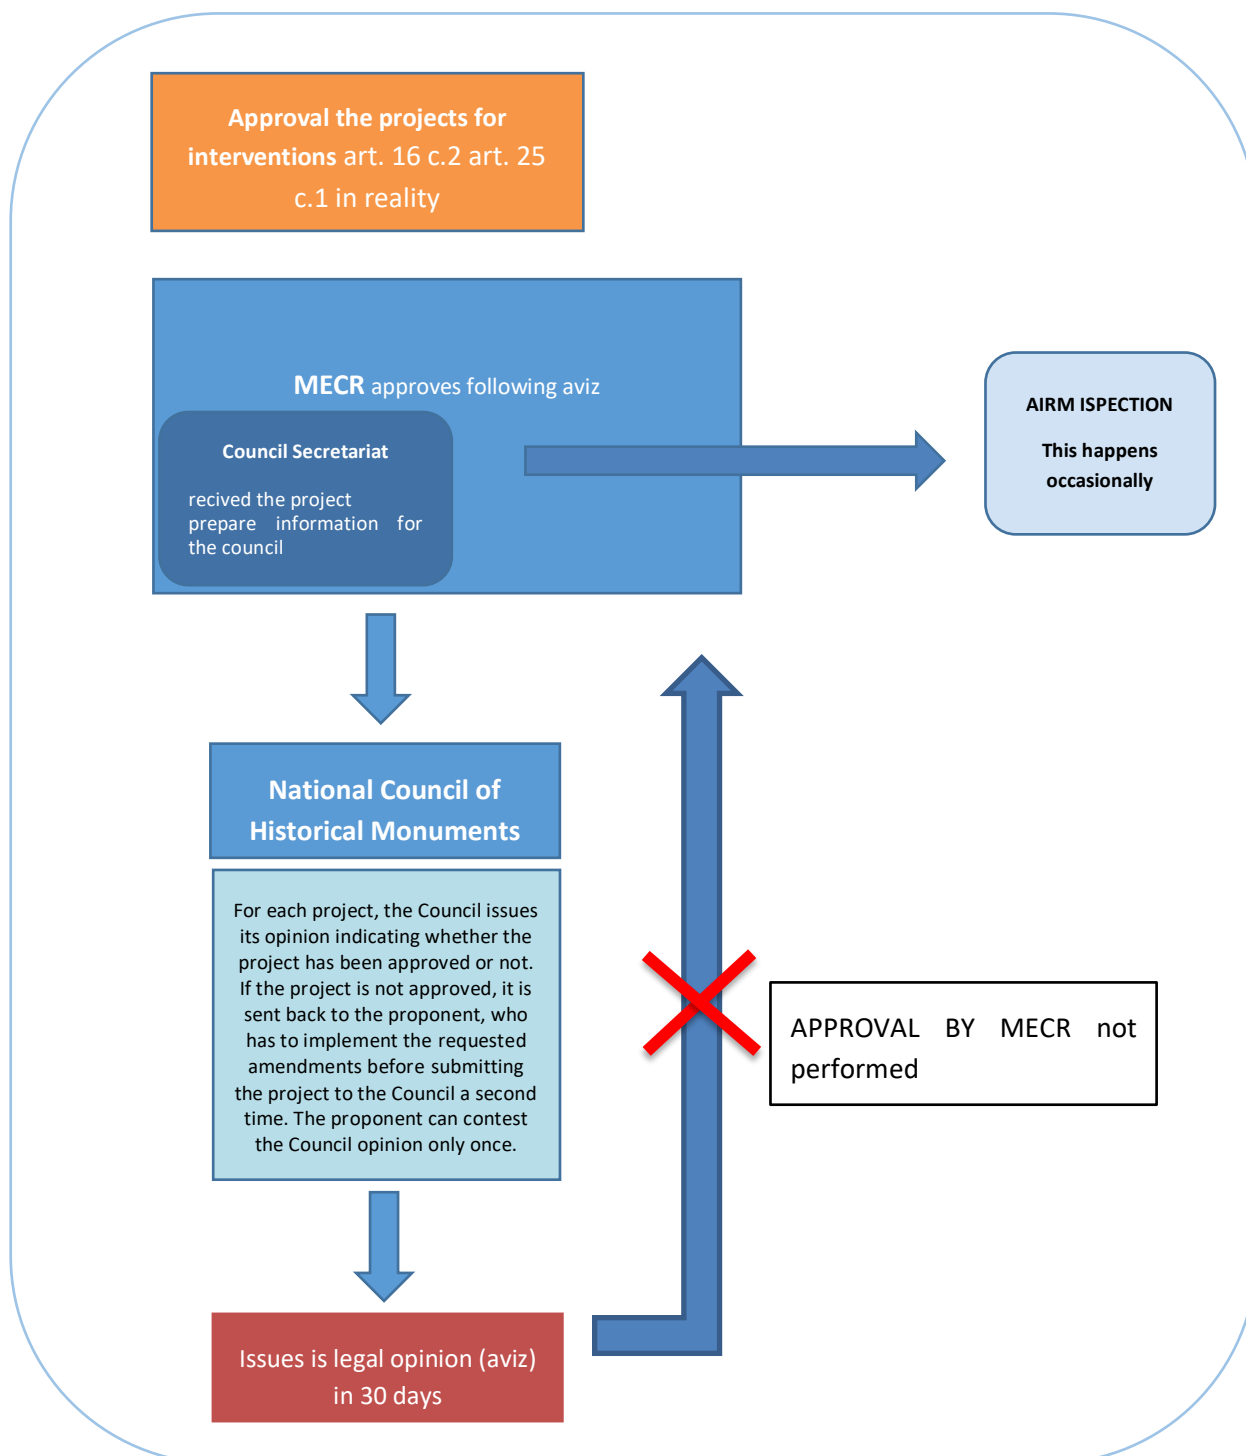 Approval the projects for
interventions art. 16 c.2 art. 25
c.1 in reality
MECR approves following aviz
Council Secretariat
recived the project
prepare information for
the council
AIRM ISPECTION
This happens
occasionally
National Council of
Historical Monuments
For each project, the Council issues
its opinion indicating whether the
project has been approved or not.
If the project is not approved, it is
sent back to the proponent, who
has to implement the requested
amendments before submitting
the project to the Council a second
time. The proponent can contest
the Council opinion only once.
APPROVAL BY MECR not
performed
Issues is legal opinion (aviz)
in 30 days